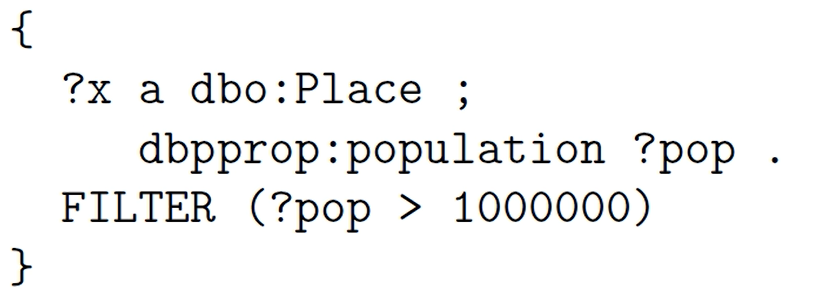 {
?x a dbo:Place ;
dbpprop:population ?pop .
FILTER (?pop > 1000000)
}